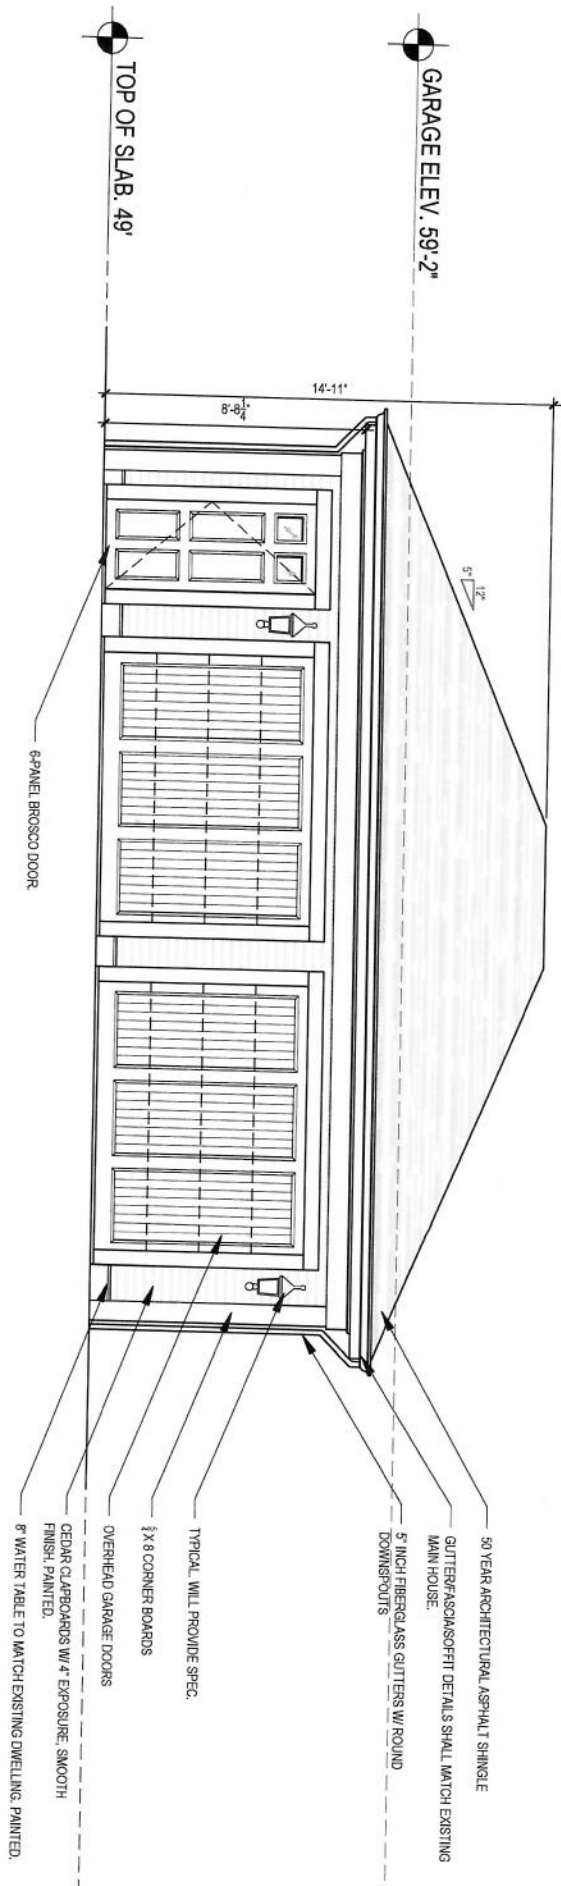 GARAGE ELEV. 59'-2"
TOP OF SLAB. 49'
14'-11"
8'-8 1/4"
12"
5"
6-PANEL BROSCO DOOR.
50 YEAR ARCHITECTURAL ASPHALT SHINGLE
GUTTER/FASCIA/SOFFIT DETAILS SHALL MATCH EXISTING
MAIN HOUSE.
5" INCH FIBERGLASS GUTTERS W/ ROUND
DOWNSPOUTS
TYPICAL. WILL PROVIDE SPEC.
X 8 CORNER BOARDS
OVERHEAD GARAGE DOORS
CEDAR CLAPBOARDS W/ 4" EXPOSURE, SMOOTH
FINISH. PAINTED.
8" WATER TABLE TO MATCH EXISTING DWELLING. PAINTED.